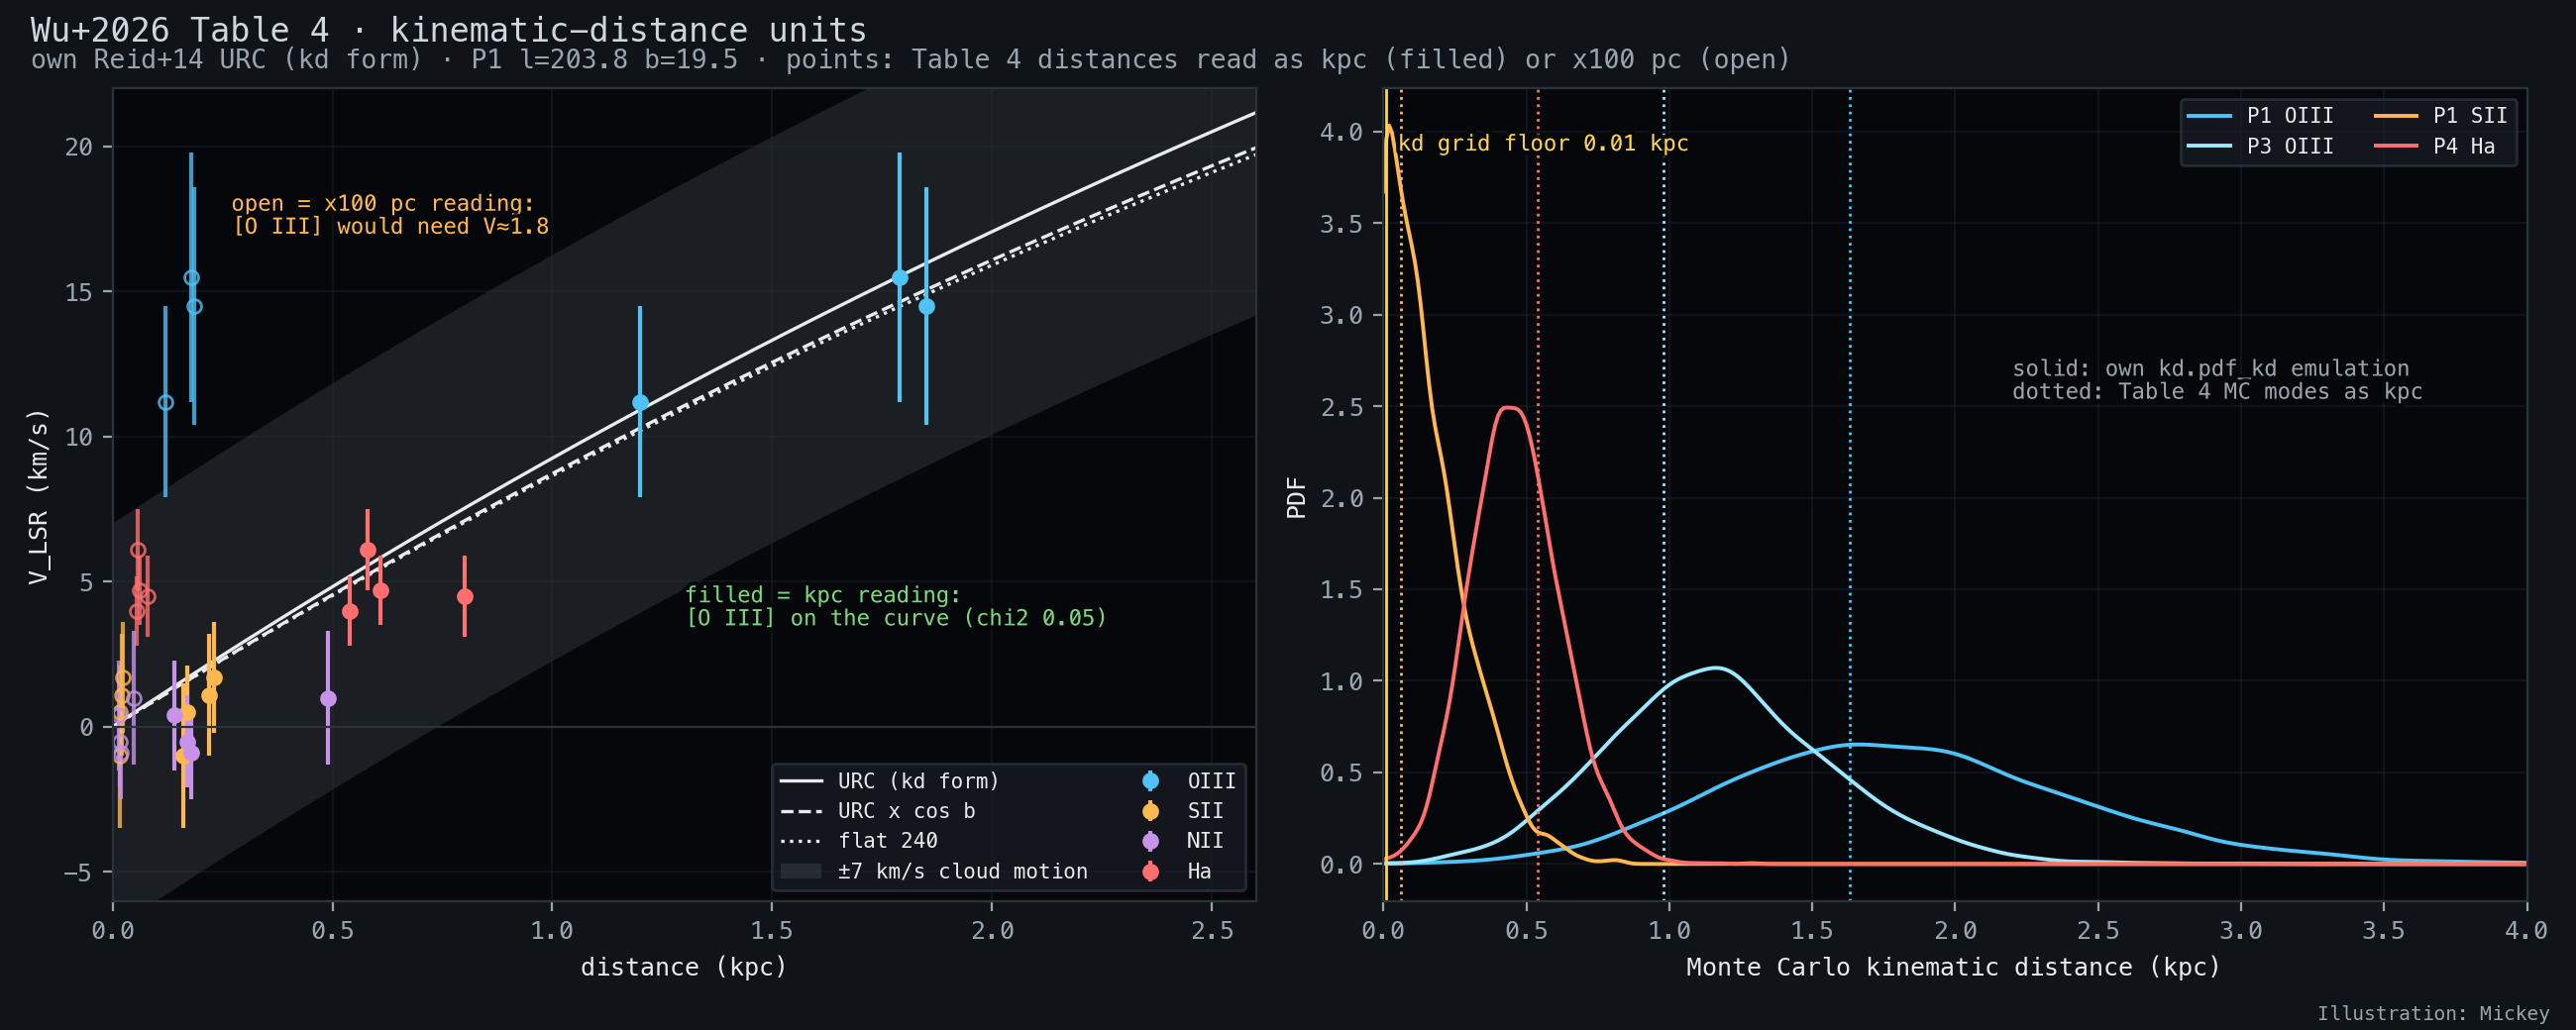 Wu+2026 Table 4 · kinematic−distance units
own Reid+14 URC (kd form) · P1 l=203.8 b=19.5 · points: Table 4 distances read as kpc (filled) or x100 pc (open)
V_LSR (km/s)
20
15
10
5
0
−5
open = x100 pc reading:
[O III] would need V≈1.8
filled = kpc reading:
[O III] on the curve (chi2 0.05)
URC (kd form)
URC x cos b
flat 240
±7 km/s cloud motion
OIII
SII
NII
Ha
0.0 0.5 1.0 1.5 2.0 2.5
distance (kpc)
PDF
4.0
3.5
3.0
2.5
2.0
1.5
1.0
0.5
0.0
kd grid floor 0.01 kpc
P1 OIII P1 SII
P3 OIII P4 Ha
solid: own kd.pdf_kd emulation
dotted: Table 4 MC modes as kpc
0.0 0.5 1.0 1.5 2.0 2.5 3.0 3.5 4.0
Monte Carlo kinematic distance (kpc)
Illustration: Mickey